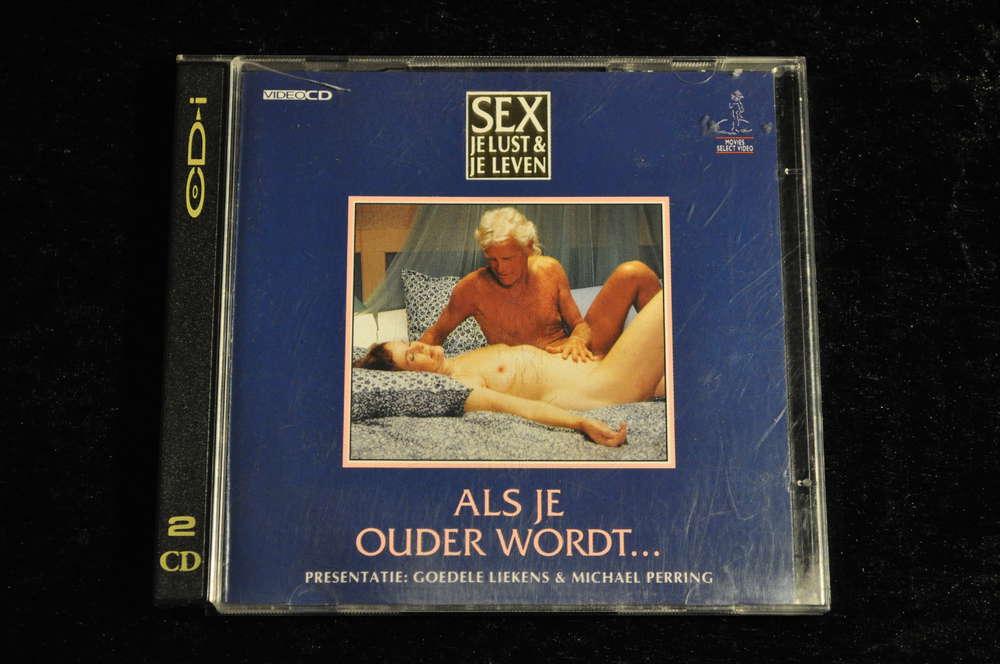 CD-i
2
CD
VIDEO CD
SEX
JE LUST &
JE LEVEN
MOVIES
SELECT VIDEO
ALS JE
OUDER WORDT...
PRESENTATIE: GOEDELE LIEKENS & MICHAEL PERRING